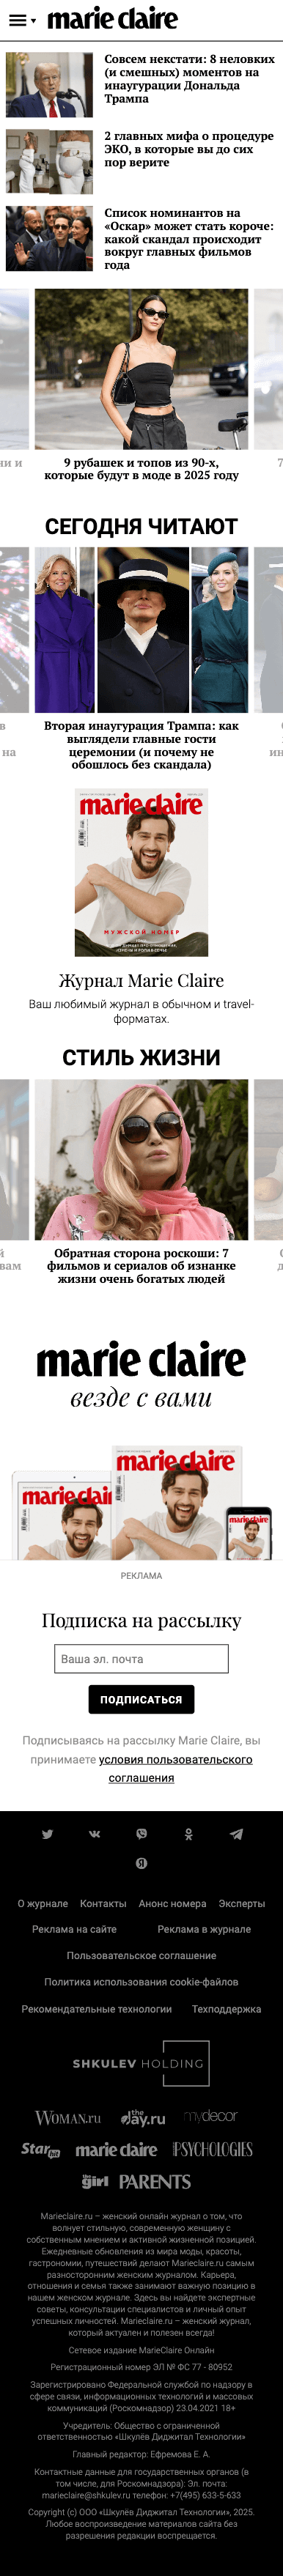 marie claire
Совсем некстати: 8 неловких
(и смешных) моментов на
инаугурации Дональда
Трампа
2 главных мифа о процедуре
ЭКО, в которые вы до сих
пор верите
Список номинантов на
«Оскар» может стать короче:
какой скандал происходит
вокруг главных фильмов
года
9 рубашек и топов из 90-х,
которые будут в моде в 2025 году
СЕГОДНЯ ЧИТАЮТ
Вторая инаугурация Трампа: как
выглядели главные гости
церемонии (и почему не
обошлось без скандала)
marie claire
МУЖСКОЙ НОМЕР
Журнал Marie Claire
Ваш любимый журнал в обычном и travel-
форматах.
СТИЛЬ ЖИЗНИ
Обратная сторона роскоши: 7
фильмов и сериалов об изнанке
жизни очень богатых людей
marie claire
везде с вами
marie claire
РЕКЛАМА
Подписка на рассылку
Ваша эл. почта
ПОДПИСАТЬСЯ
Подписываясь на рассылку Marie Claire, вы
принимаете условия пользовательского
соглашения
О журнале Контакты Анонс номера Эксперты
Реклама на сайте Реклама в журнале
Пользовательское соглашение
Политика использования cookie-файлов
Рекомендательные технологии Техподдержка
SHKULEV HOLDING
WOMAN.RU the day.ru mydecor
StarHit marie claire PSYCHOLOGIES
girl PARENTS
Marieclaire.ru – женский онлайн журнал о том, что
волнует стильную, современную женщину с
собственным мнением и активной жизненной позицией.
Ежедневные обновления из мира моды, красоты,
гастрономии, путешествий делают Marieclaire.ru самым
разносторонним женским журналом. Карьера,
отношения и семья также занимают важную позицию в
нашем женском журнале. Здесь вы найдете экспертные
советы, консультации специалистов и личный опыт
успешных личностей. Marieclaire.ru – женский журнал,
который актуален и полезен всегда!
Сетевое издание MarieClaire Онлайн
Регистрационный номер ЭЛ № ФС 77 - 80952
Зарегистрировано Федеральной службой по надзору в
сфере связи, информационных технологий и массовых
коммуникаций (Роскомнадзор) 23.04.2021 18+
Учредитель: Общество с ограниченной
ответственностью «Шкулёв Диджитал Технологии»
Главный редактор: Ефремова Е. А.
Контактные данные для государственных органов (в
том числе, для Роскомнадзора): Эл. почта:
marieclaire@shkulev.ru телефон: +7(495) 633-5-633
Copyright (с) ООО «Шкулёв Диджитал Технологии», 2025.
Любое воспроизведение материалов сайта без
разрешения редакции воспрещается.